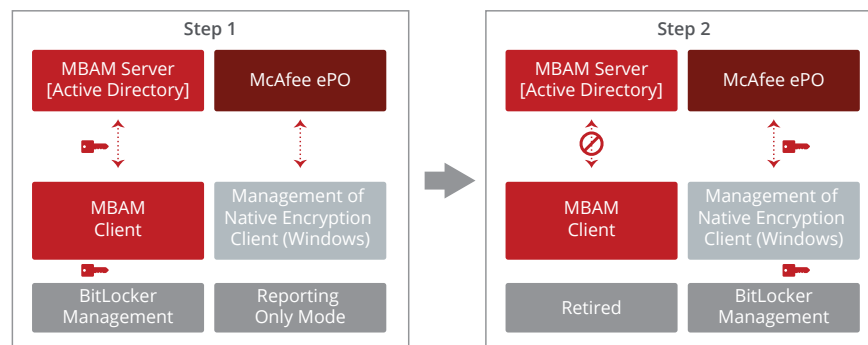 Step 1
MBAM Server
[Active Directory]
McAfee ePO
MBAM
Client
Management of
Native Encryption
Client (Windows)
BitLocker
Management
Reporting
Only Mode
Step 2
MBAM Server
[Active Directory]
McAfee ePO
MBAM
Client
Management of
Native Encryption
Client (Windows)
Retired
BitLocker
Management